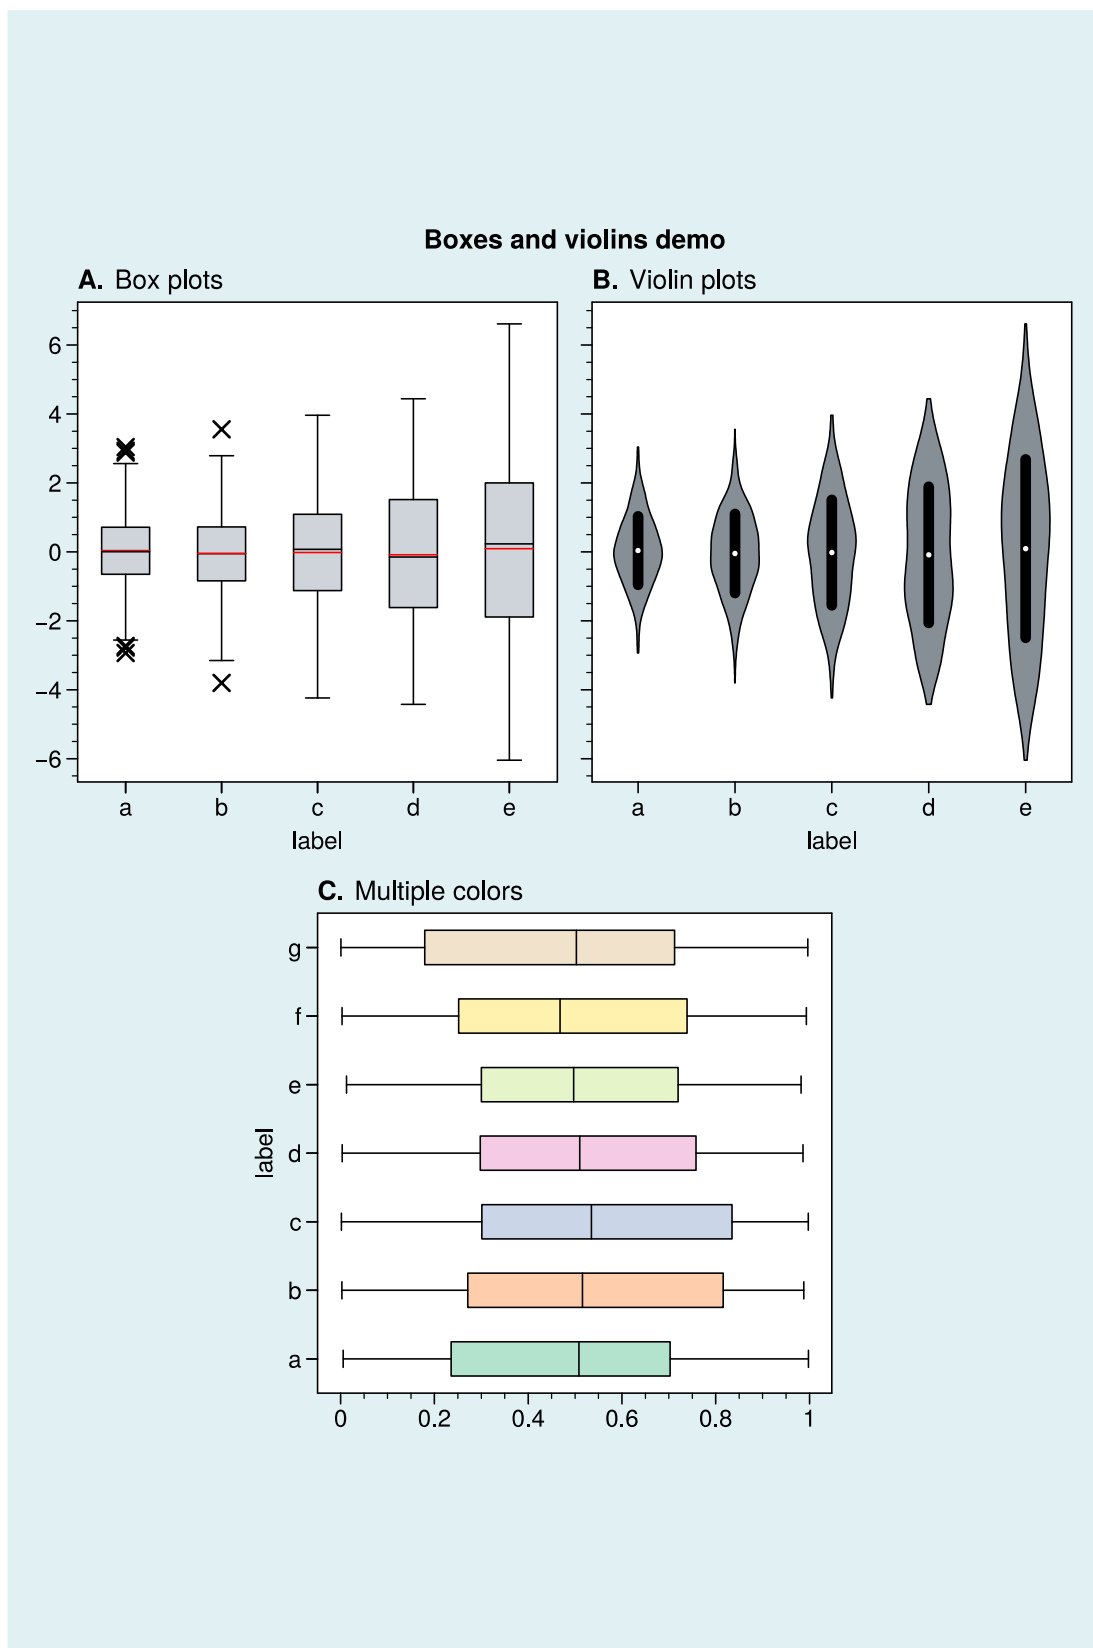 Boxes and violins demo
A. Box plots
B. Violin plots
6
4
2
0
−2
−4
−6
a b c d e
label
a b c d e
label
C. Multiple colors
g
f
e
d
c
b
a
label
0 0.2 0.4 0.6 0.8 1